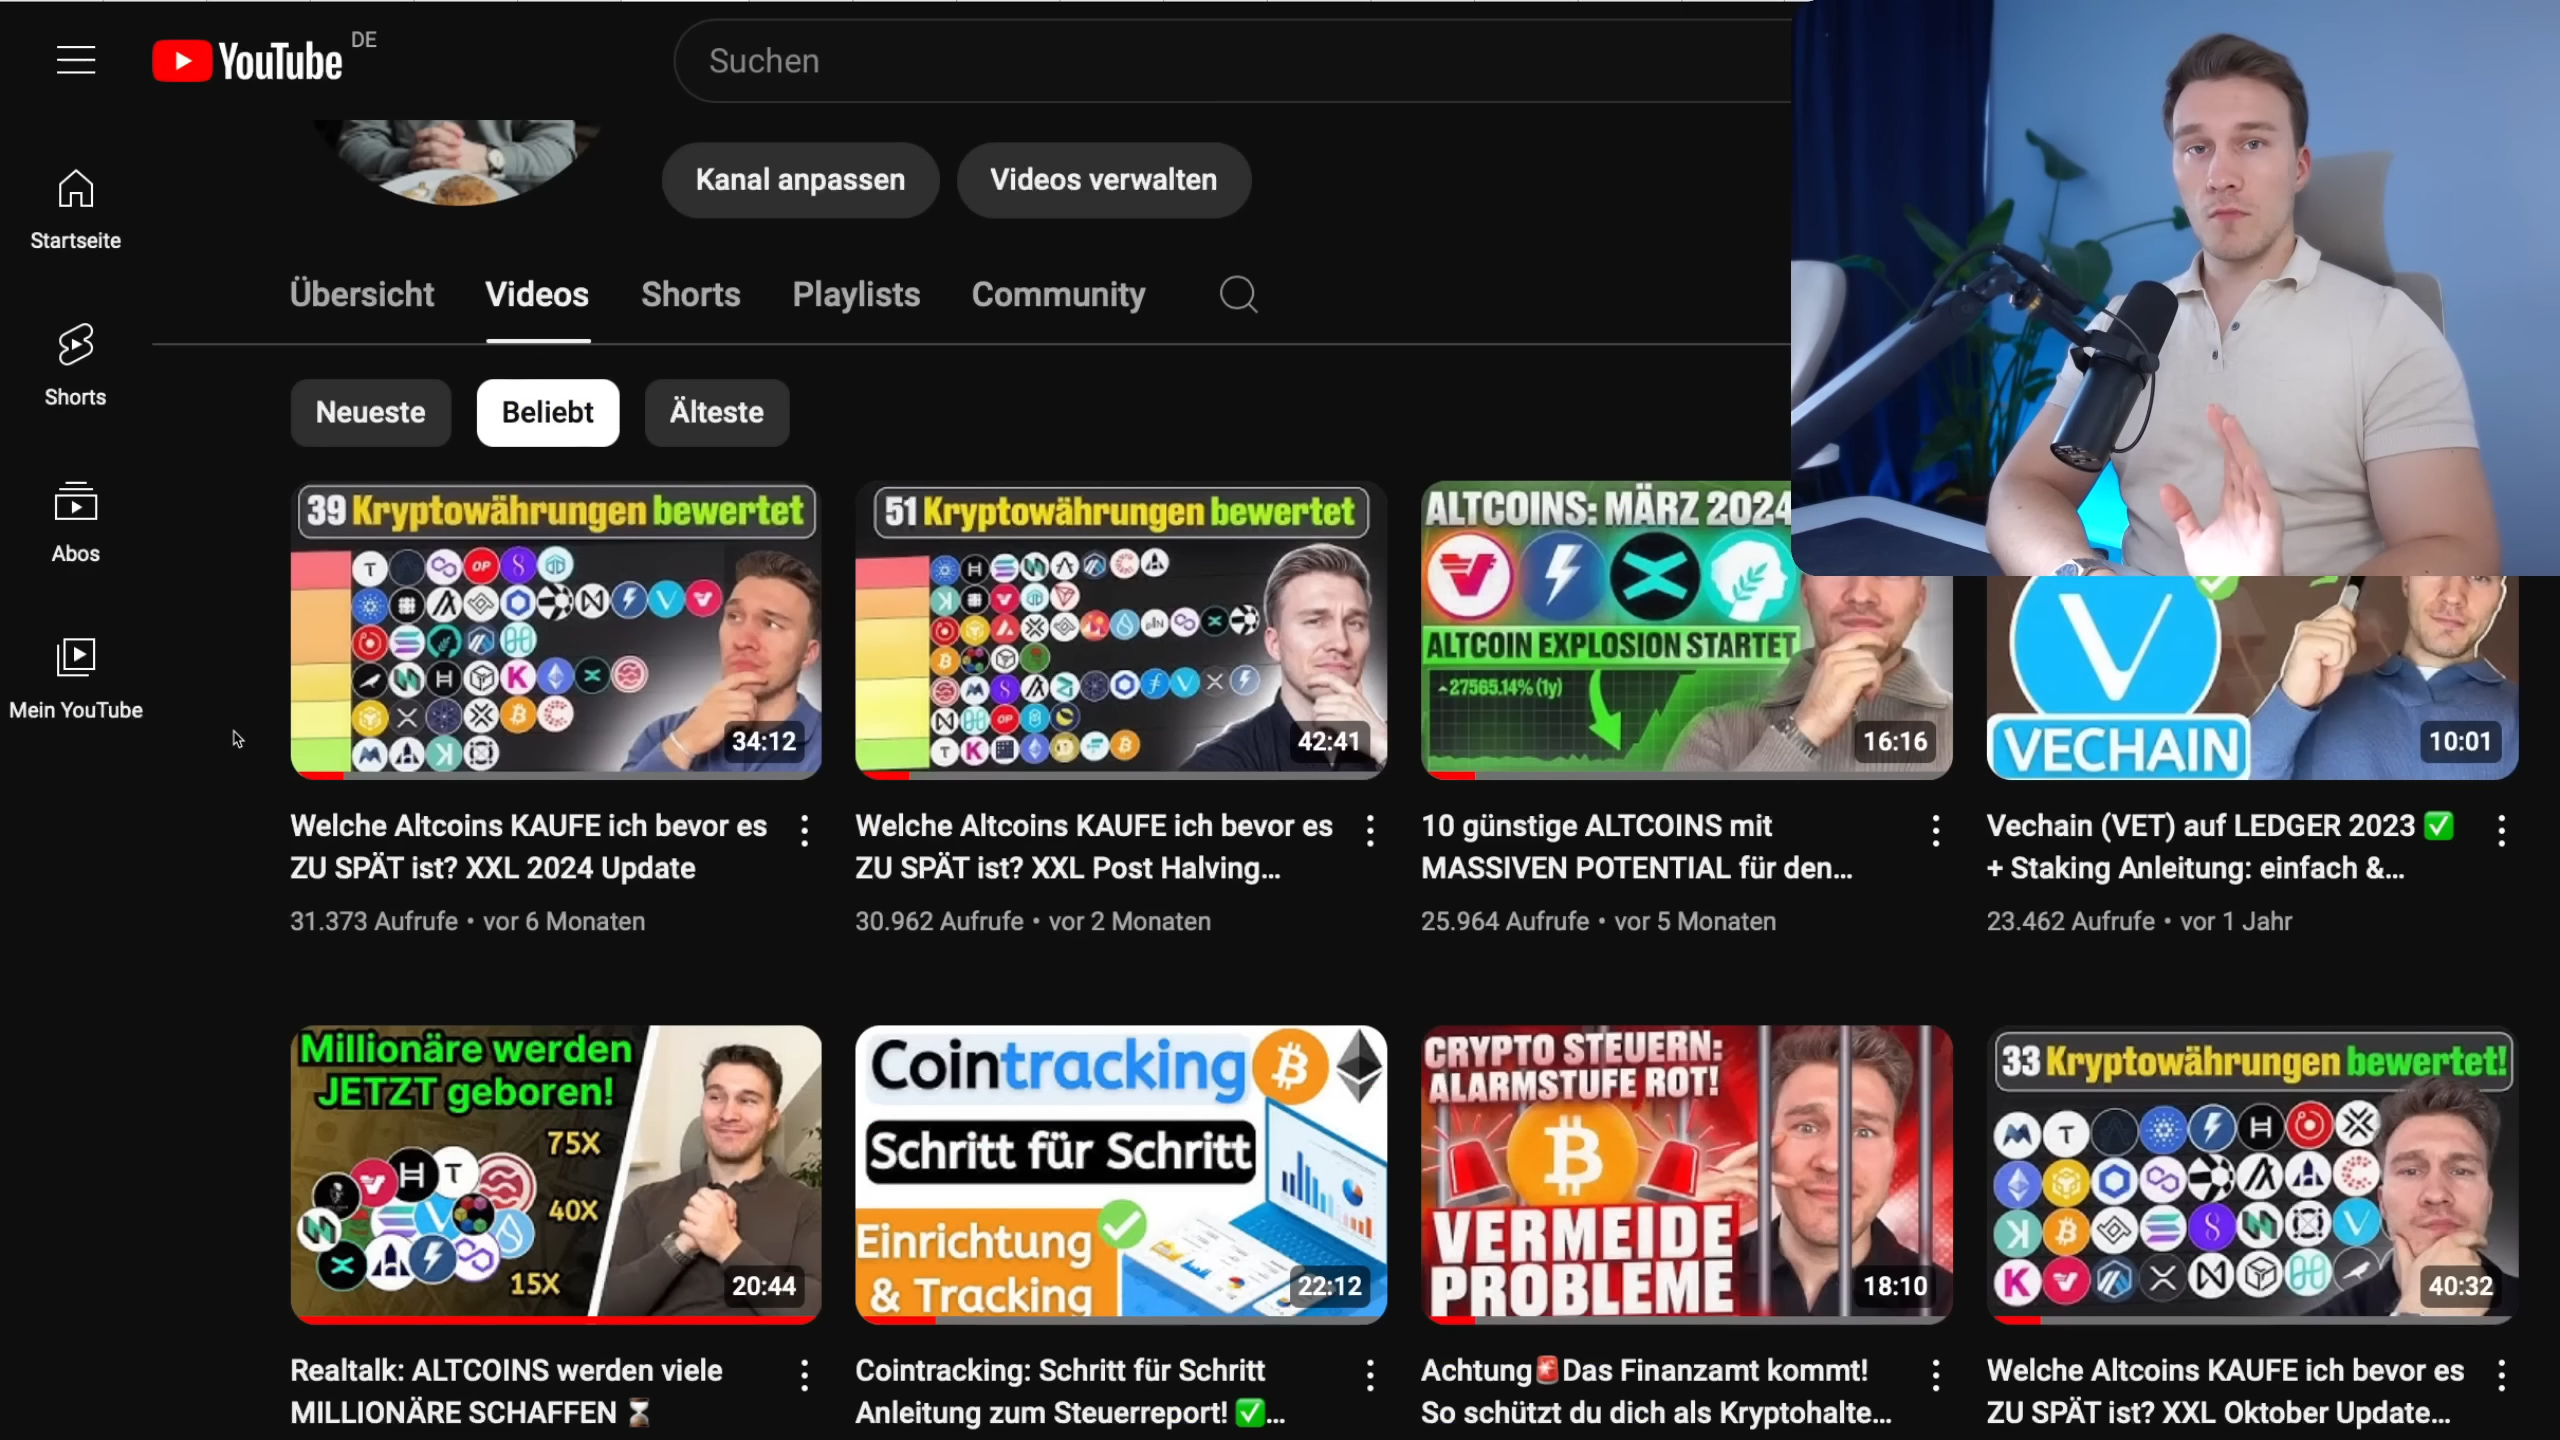 YouTube DE
Suchen
Startseite
Shorts
Abos
Mein YouTube
Kanal anpassen
Videos verwalten
Übersicht
Videos
Shorts
Playlists
Community
Neueste
Beliebt
Älteste
39 Kryptowährungen bewertet
34:12
Welche Altcoins KAUFE ich bevor es
ZU SPÄT ist? XXL 2024 Update
31.373 Aufrufe • vor 6 Monaten
51 Kryptowährungen bewertet
42:41
Welche Altcoins KAUFE ich bevor es
ZU SPÄT ist? XXL Post Halving...
30.962 Aufrufe • vor 2 Monaten
ALTCOINS: MÄRZ 2024
ALTCOIN EXPLOSION STARTET
27565.14% (1y)
16:16
10 günstige ALTCOINS mit
MASSIVEN POTENTIAL für den...
25.964 Aufrufe • vor 5 Monaten
VECHAIN
10:01
Vechain (VET) auf LEDGER 2023 ✅
+ Staking Anleitung: einfach &...
23.462 Aufrufe • vor 1 Jahr
Millionäre werden
JETZT geboren!
75X
40X
15X
20:44
Realtalk: ALTCOINS werden viele
MILLIONÄRE SCHAFFEN ⌛
Cointracking
Schritt für Schritt
Einrichtung
& Tracking
22:12
Cointracking: Schritt für Schritt
Anleitung zum Steuerreport! ✅...
CRYPTO STEUERN:
ALARMSTUFE ROT!
VERMEIDE
PROBLEME
18:10
Achtung🚨Das Finanzamt kommt!
So schützt du dich als Kryptohalte...
33 Kryptowährungen bewertet!
40:32
Welche Altcoins KAUFE ich bevor es
ZU SPÄT ist? XXL Oktober Update...